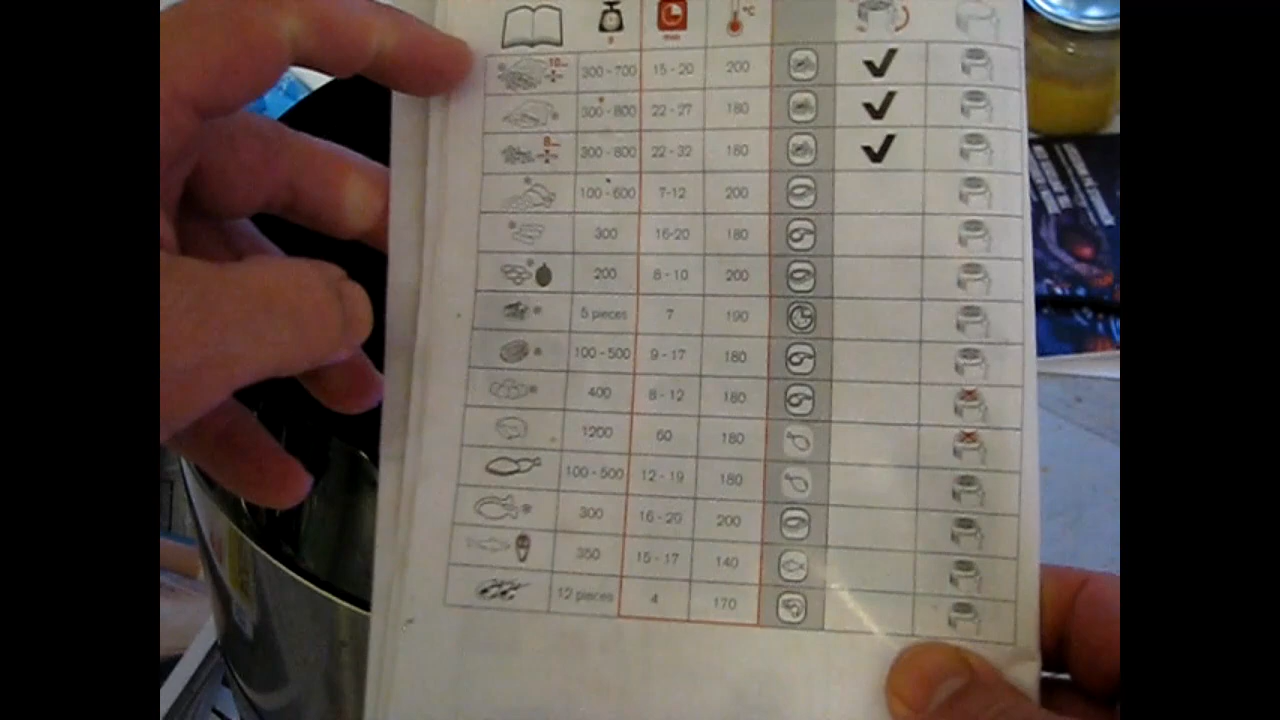 g min °C
10mm 300 - 700 15 - 20 200
300 - 800 22 - 27 180
8mm 300 - 800 22 - 32 180
100 - 600 7-12 200
300 16-20 180
200 8 - 10 200
5 pieces 7 190
100 - 500 9 - 17 180
400 8 - 12 180
1200 60 180
100 - 500 12 - 19 180
300 16 - 20 200
350 15 - 17 140
12 pieces 4 170